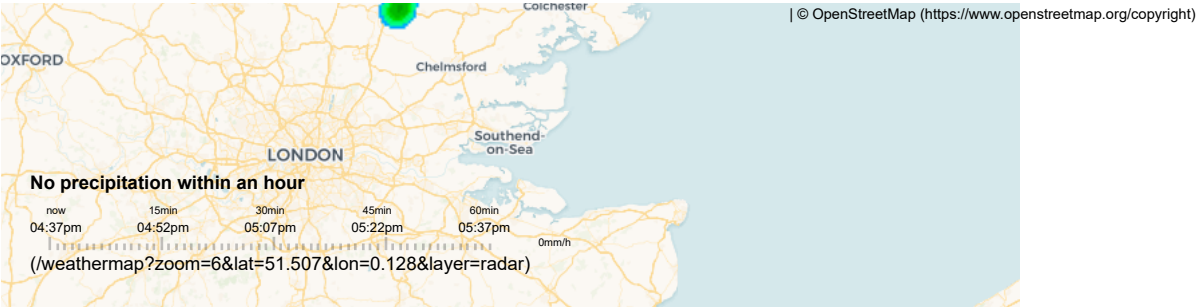 Colchester
| © OpenStreetMap (https://www.openstreetmap.org/copyright)
OXFORD
Chelmsford
Southend-
on-Sea
LONDON
No precipitation within an hour
now 15min 30min 45min 60min
04:37pm 04:52pm 05:07pm 05:22pm 05:37pm
0mm/h
(/weathermap?zoom=6&lat=51.507&lon=0.128&layer=radar)